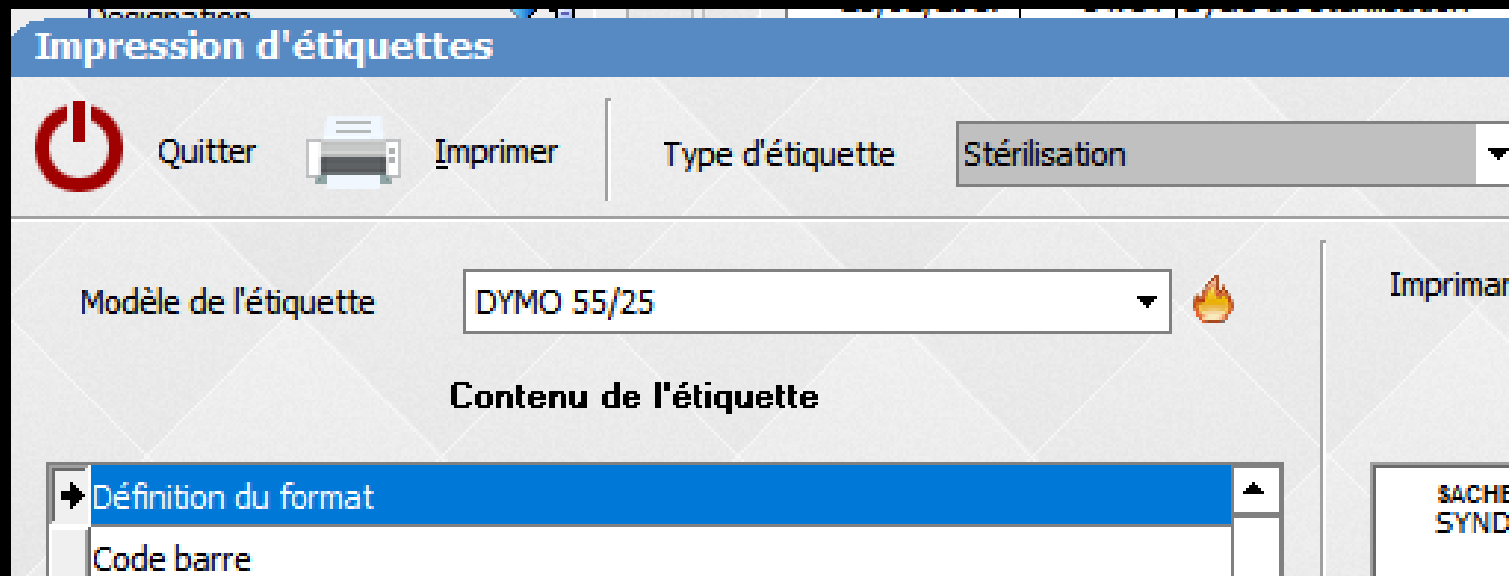 Impression d'étiquettes
Quitter
Imprimer
Type d'étiquette
Stérilisation
Modèle de l'étiquette
DYMO 55/25
Contenu de l'étiquette
Définition du format
Code barre